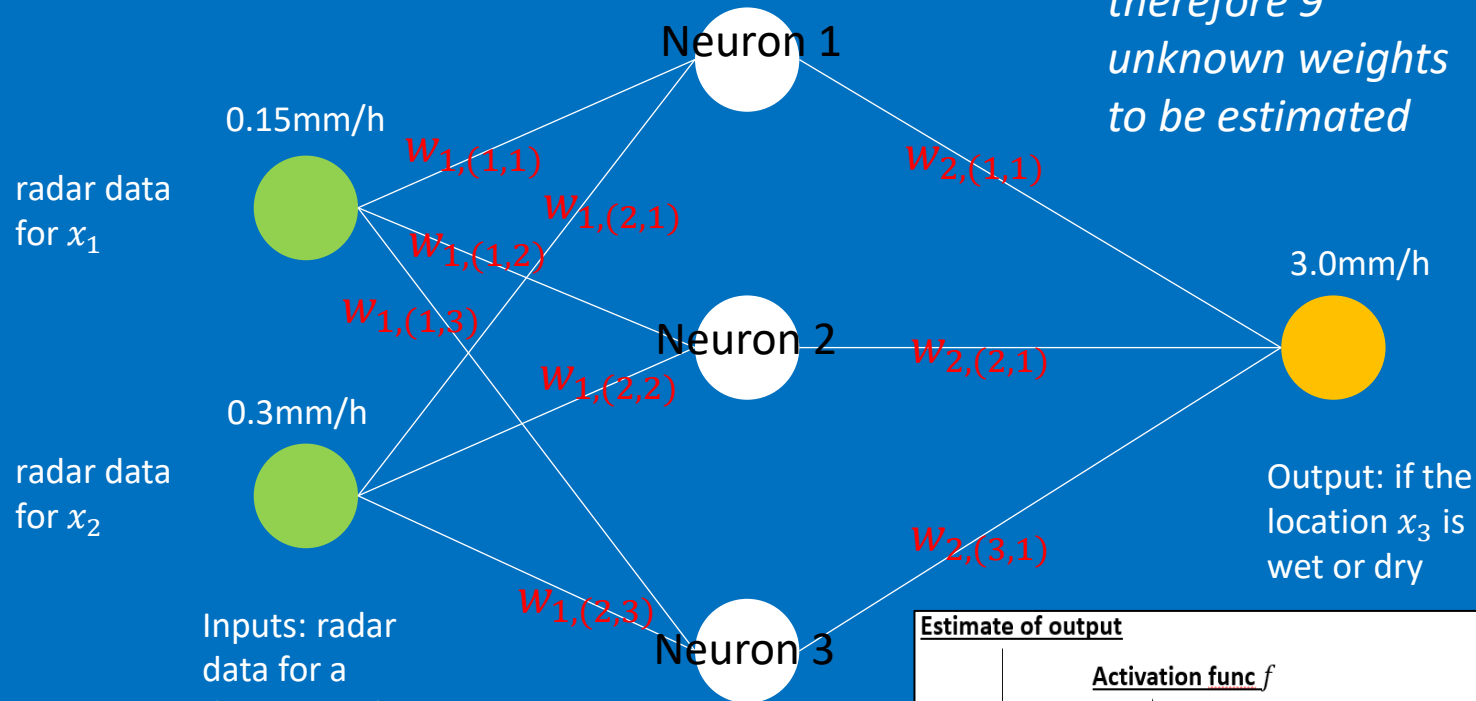 therefore 9
unknown weights
to be estimated
Neuron 1
0.15mm/h
radar data
for x₁
w₁,₍₁,₁₎
w₁,₍₂,₁₎
w₁,₍₁,₂₎
w₁,₍₁,₃₎
w₂,₍₁,₁₎
3.0mm/h
Neuron 2
w₂,₍₂,₁₎
w₁,₍₂,₂₎
0.3mm/h
radar data
for x₂
Output: if the
location x₃ is
wet or dry
w₂,₍₃,₁₎
w₁,₍₂,₃₎
Neuron 3
Inputs: radar
data for a
Estimate of output
Activation func f